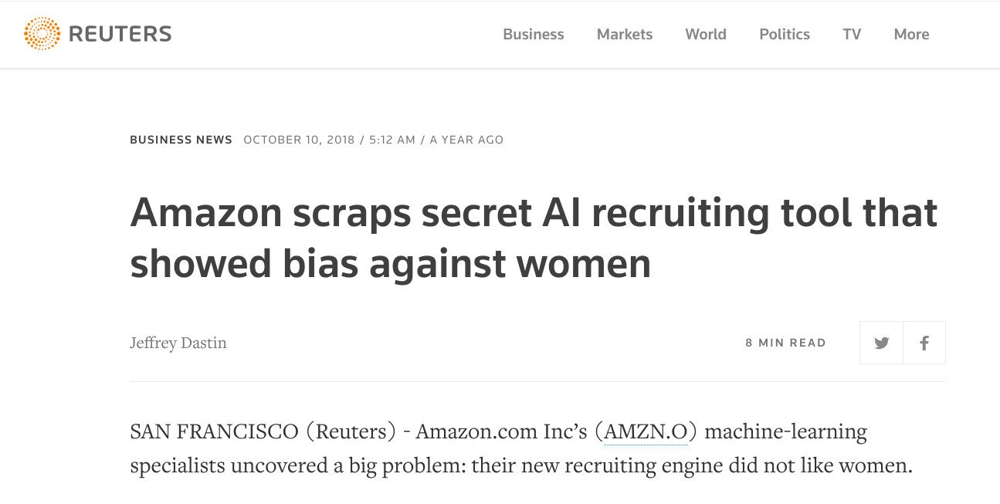 REUTERS
Business Markets World Politics TV More
BUSINESS NEWS OCTOBER 10, 2018 / 5:12 AM / A YEAR AGO
Amazon scraps secret AI recruiting tool that
showed bias against women
Jeffrey Dastin
8 MIN READ
SAN FRANCISCO (Reuters) - Amazon.com Inc’s (AMZN.O) machine-learning
specialists uncovered a big problem: their new recruiting engine did not like women.